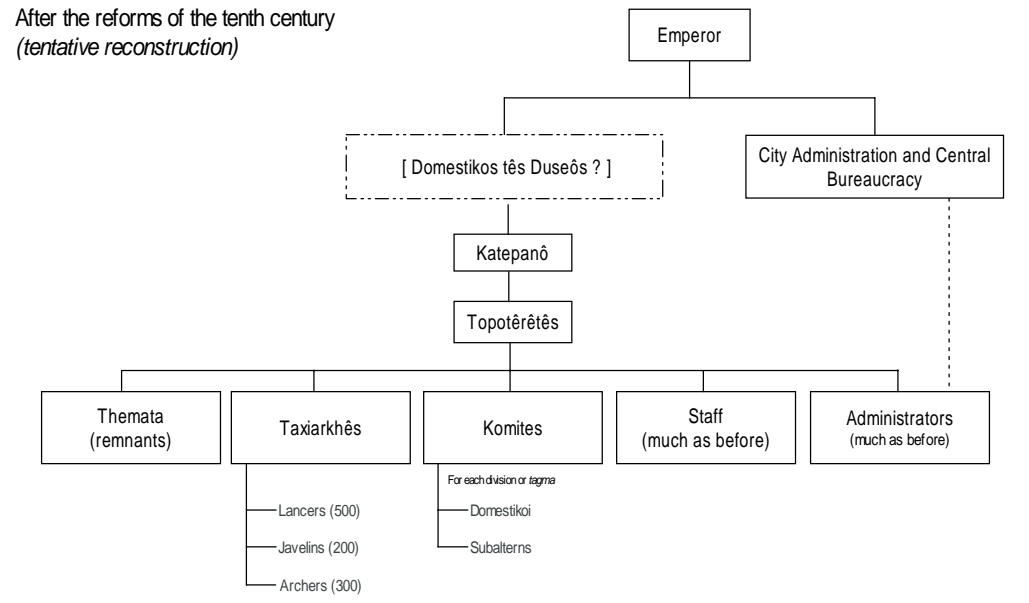 After the reforms of the tenth century
(tentative reconstruction)
Emperor
[ Domestikos tês Duseôs ? ]
City Administration and Central
Bureaucracy
Katepanô
Topotêrêtês
Themata
(remnants)
Taxiarkhês
Komites
Staff
(much as before)
Administrators
(much as before)
For each division or tagma
Lancers (500)
Javelins (200)
Archers (300)
Domestikoi
Subalterns